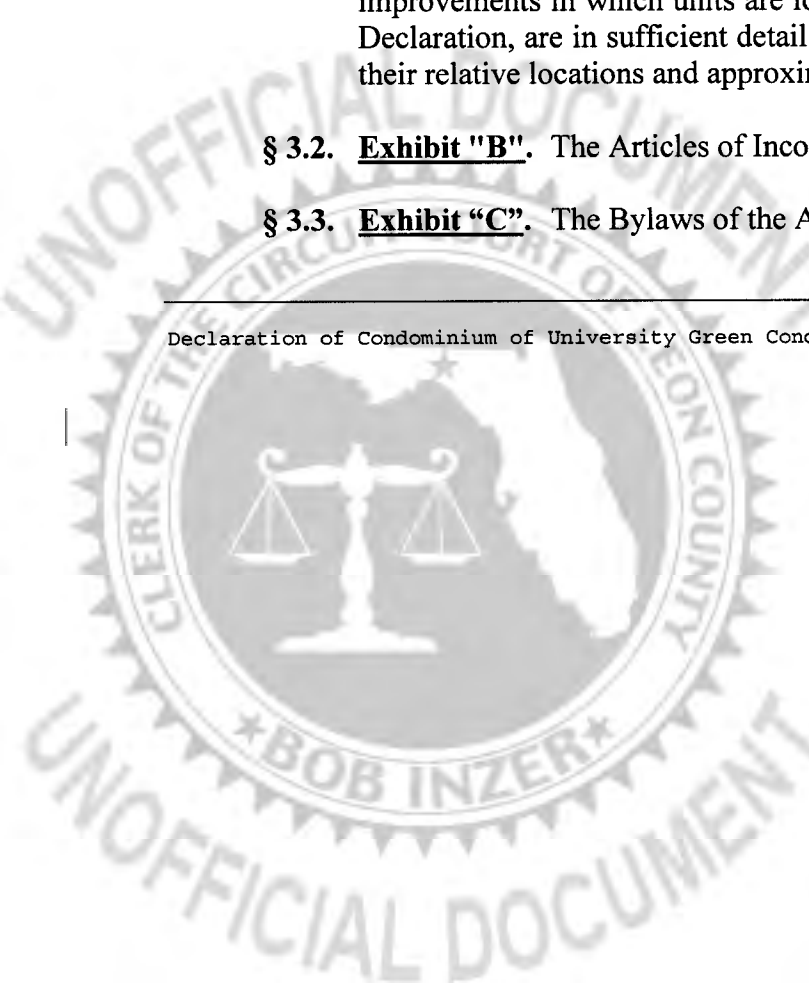 improvements in which units are lo
Declaration, are in sufficient detail
their relative locations and approxi
§ 3.2. Exhibit "B". The Articles of Inco
§ 3.3. Exhibit “C”. The Bylaws of the A
Declaration of Condominium of University Green Cond
UNOFFICIAL DOCUMENT
CLERK OF THE CIRCUIT COURT OF LEON COUNTY
BOB INZER
UNOFFICIAL DOCUMENT